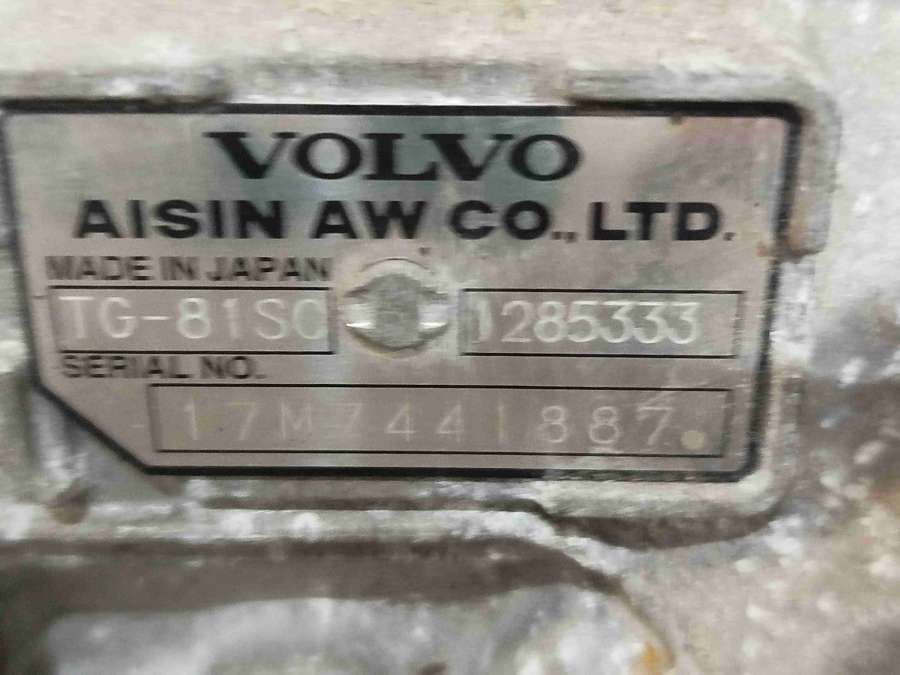 VOLVO
AISIN AW CO., LTD.
MADE IN JAPAN
TG-81SC 1285333
SERIAL NO.
17M7441887